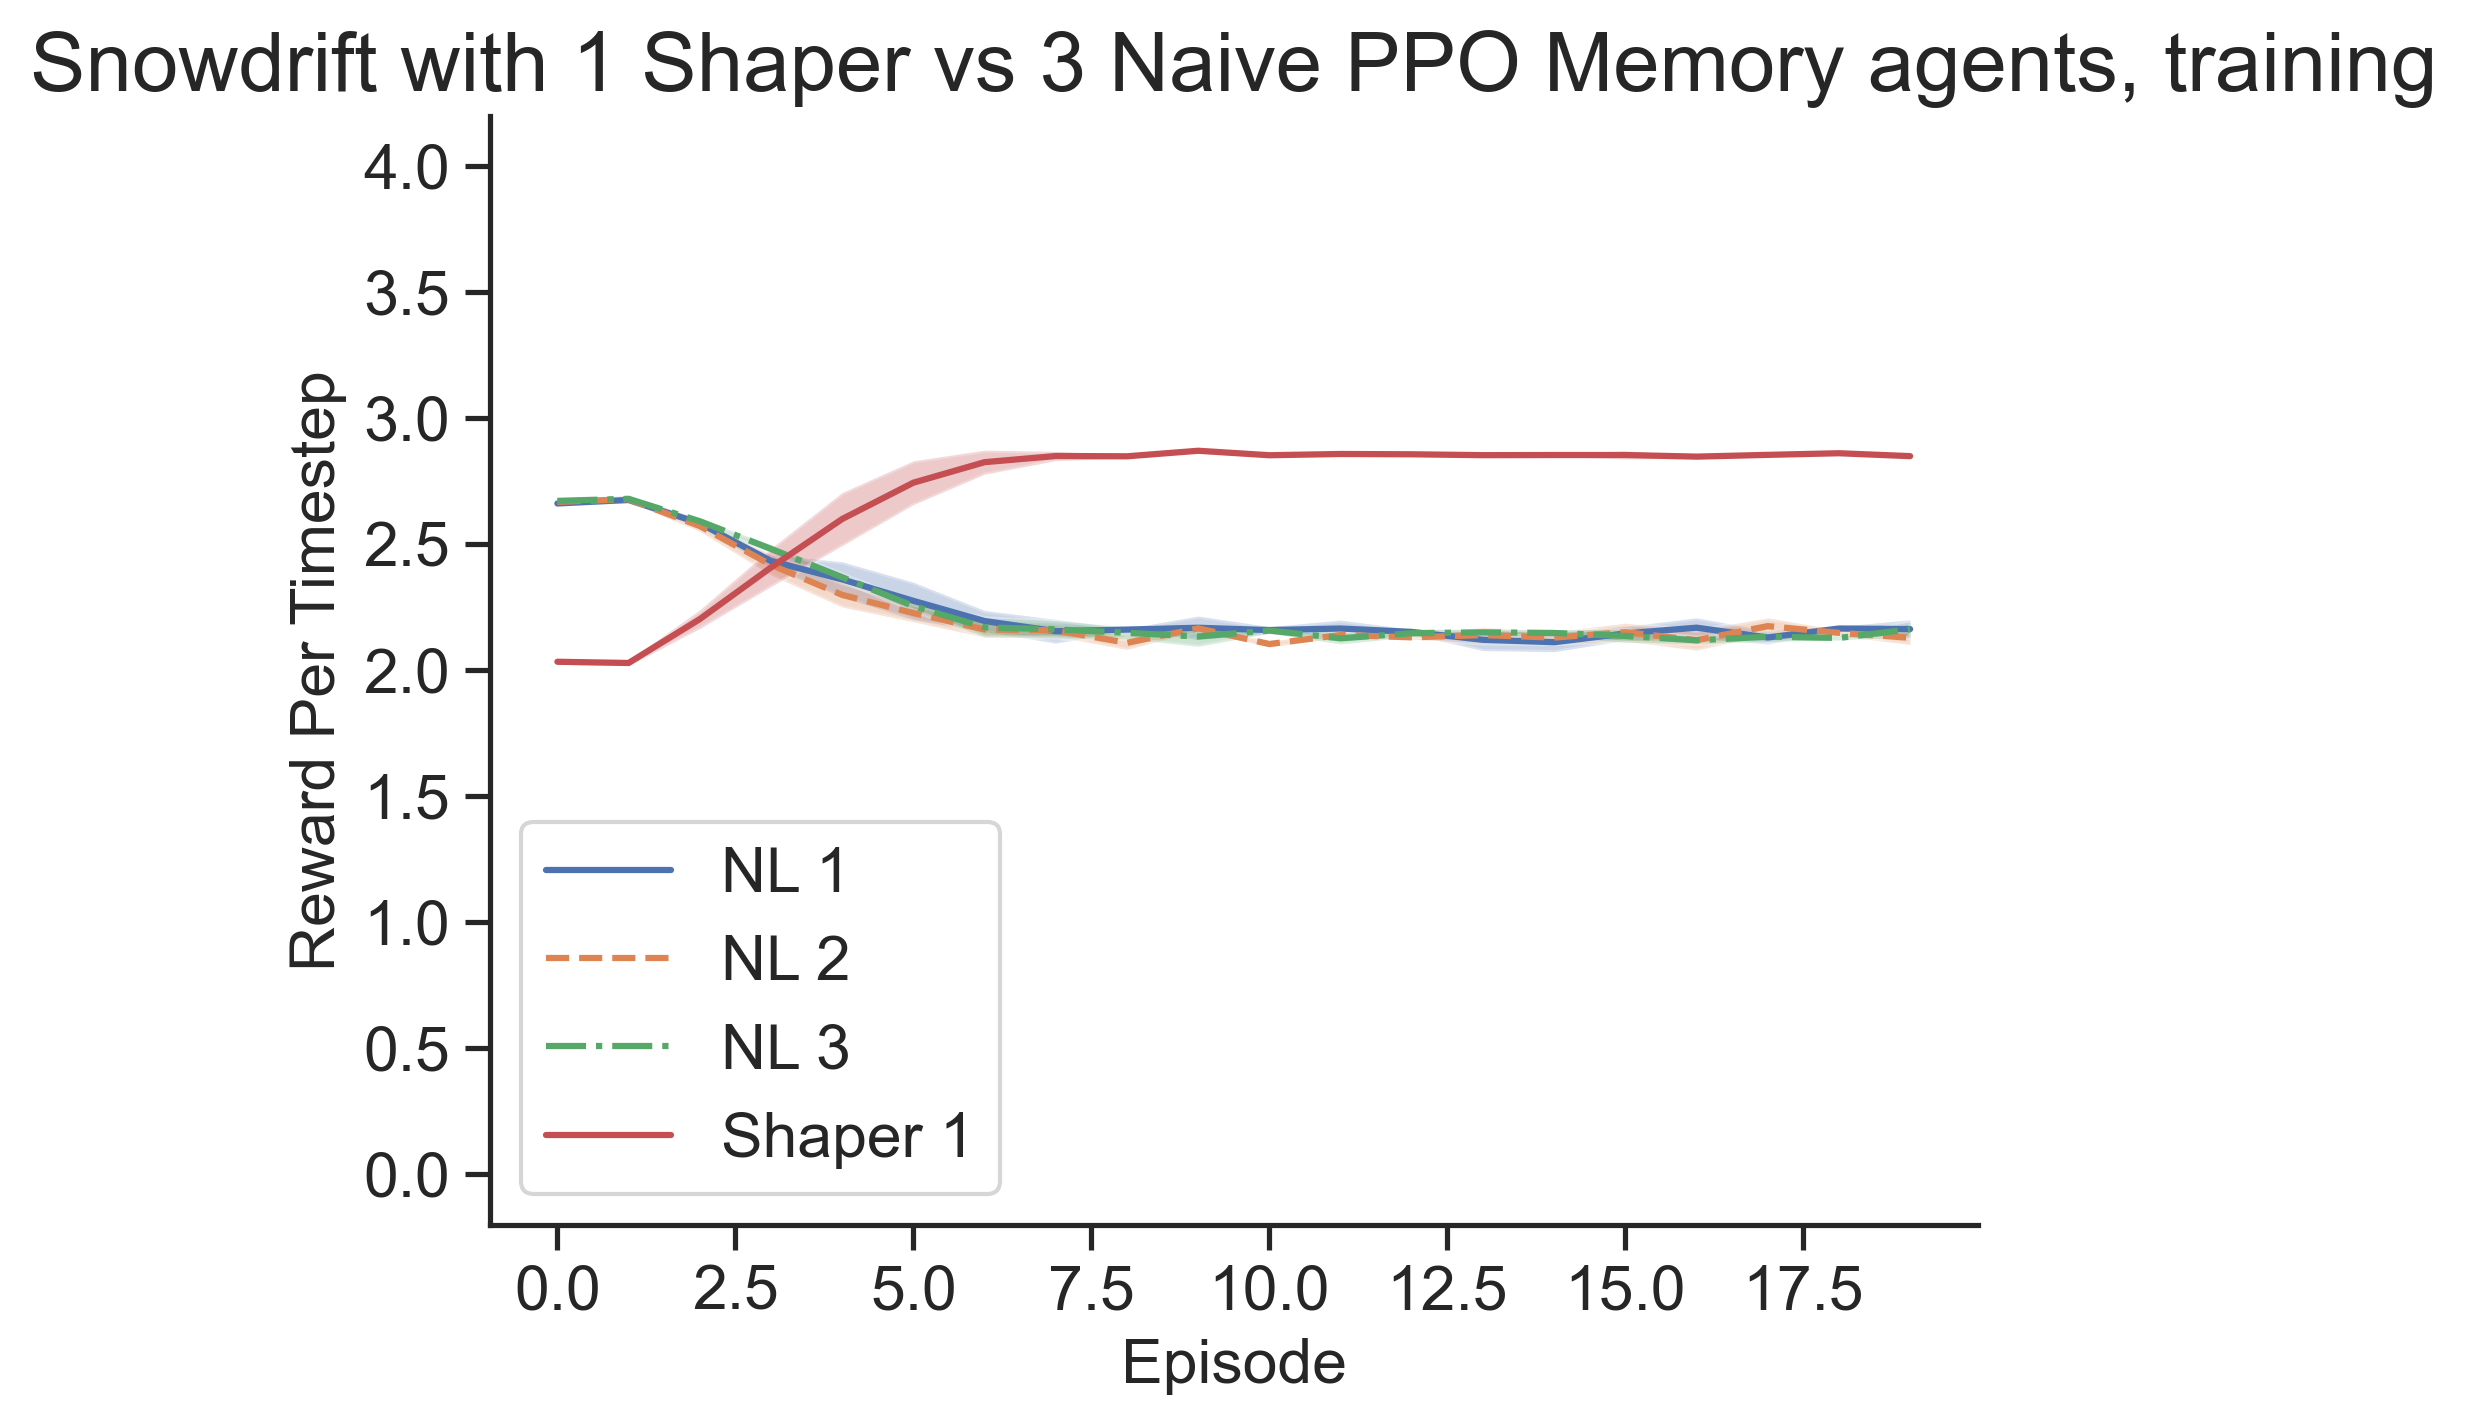 Snowdrift with 1 Shaper vs 3 Naive PPO Memory agents, training
4.0
3.5
3.0
2.5
2.0
1.5
1.0
0.5
0.0
Reward Per Timestep
NL 1
NL 2
NL 3
Shaper 1
0.0 2.5 5.0 7.5 10.0 12.5 15.0 17.5
Episode